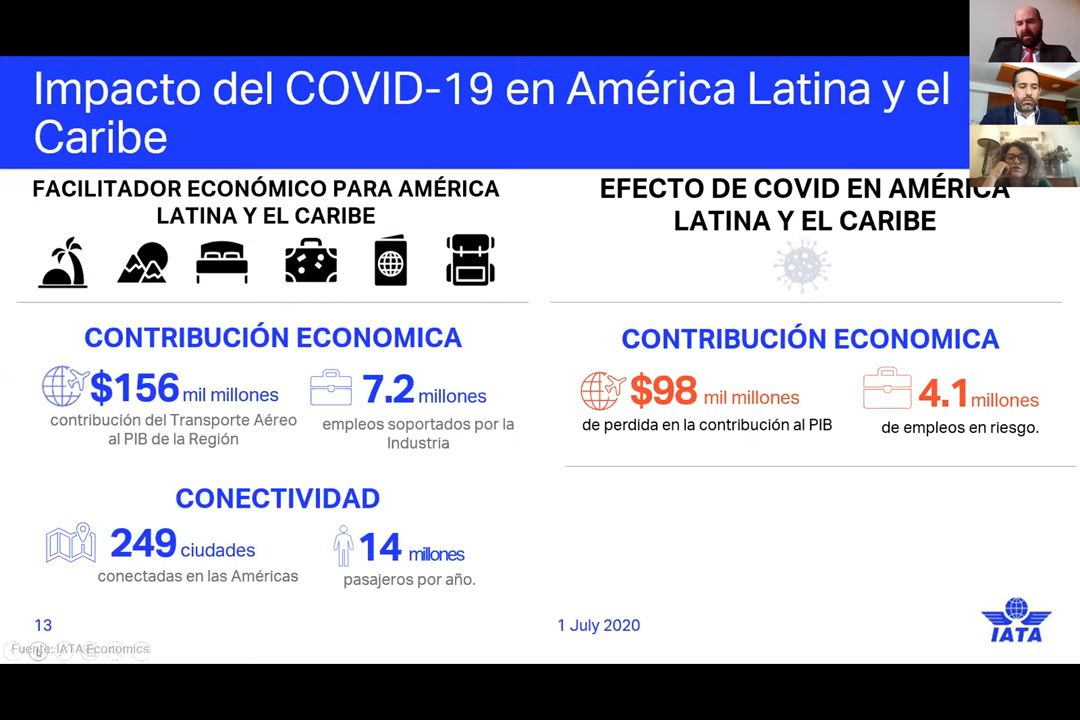 Impacto del COVID-19 en América Latina y el
Caribe
FACILITADOR ECONÓMICO PARA AMÉRICA
LATINA Y EL CARIBE
CONTRIBUCIÓN ECONOMICA
$156 mil millones
contribución del Transporte Aéreo
al PIB de la Región
7.2 millones
empleos soportados por la
Industria
CONECTIVIDAD
249 ciudades
conectadas en las Américas
14 millones
pasajeros por año.
EFECTO DE COVID EN AMÉRICA
LATINA Y EL CARIBE
CONTRIBUCIÓN ECONOMICA
$98 mil millones
de perdida en la contribución al PIB
4.1 millones
de empleos en riesgo.
13
1 July 2020
IATA
Fuente: IATA Economics